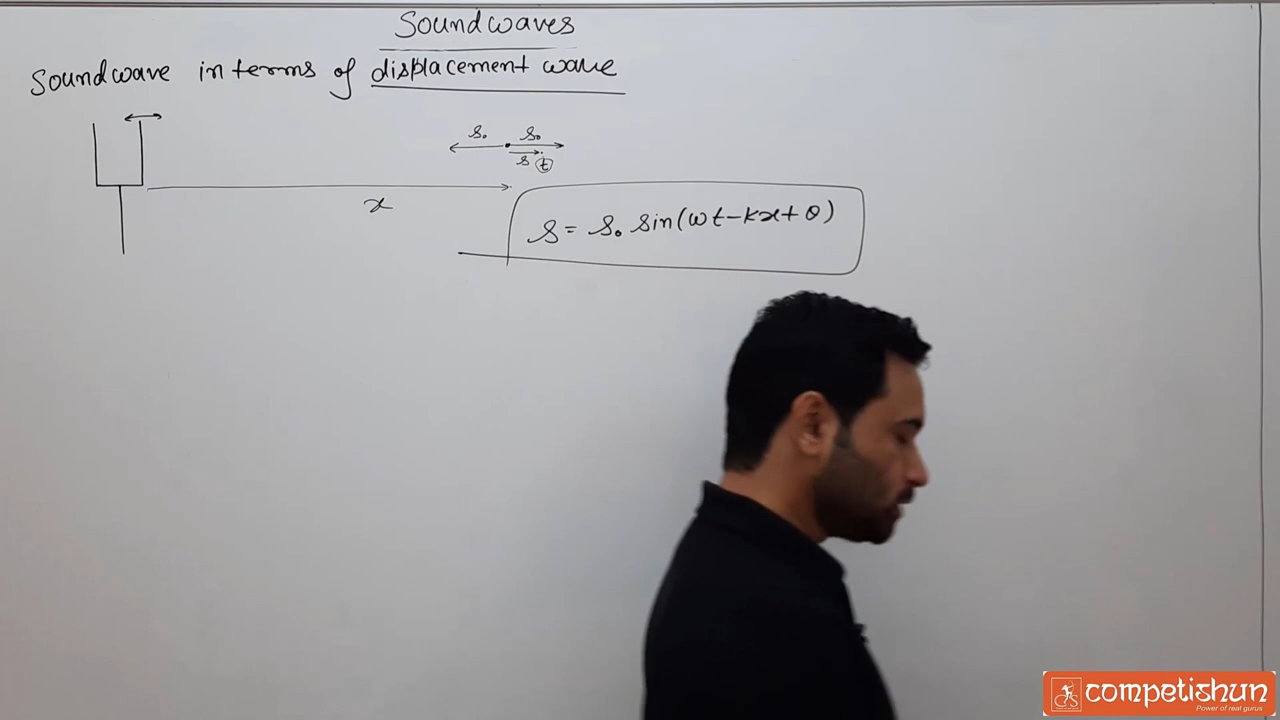 Soundwaves
Soundwave in terms of displacement wave
s₀ s₀
s t
x
s = s₀ sin(ωt-kx+θ)
competishun
Power of real gurus